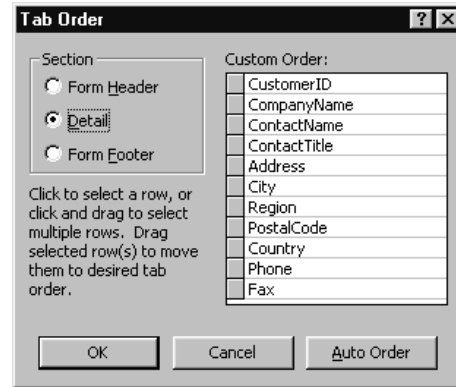 Tab Order
Section
Form Header
Detail
Form Footer
Click to select a row, or
click and drag to select
multiple rows. Drag
selected row(s) to move
them to desired tab
order.
Custom Order:
CustomerID
CompanyName
ContactName
ContactTitle
Address
City
Region
PostalCode
Country
Phone
Fax
OK
Cancel
Auto Order